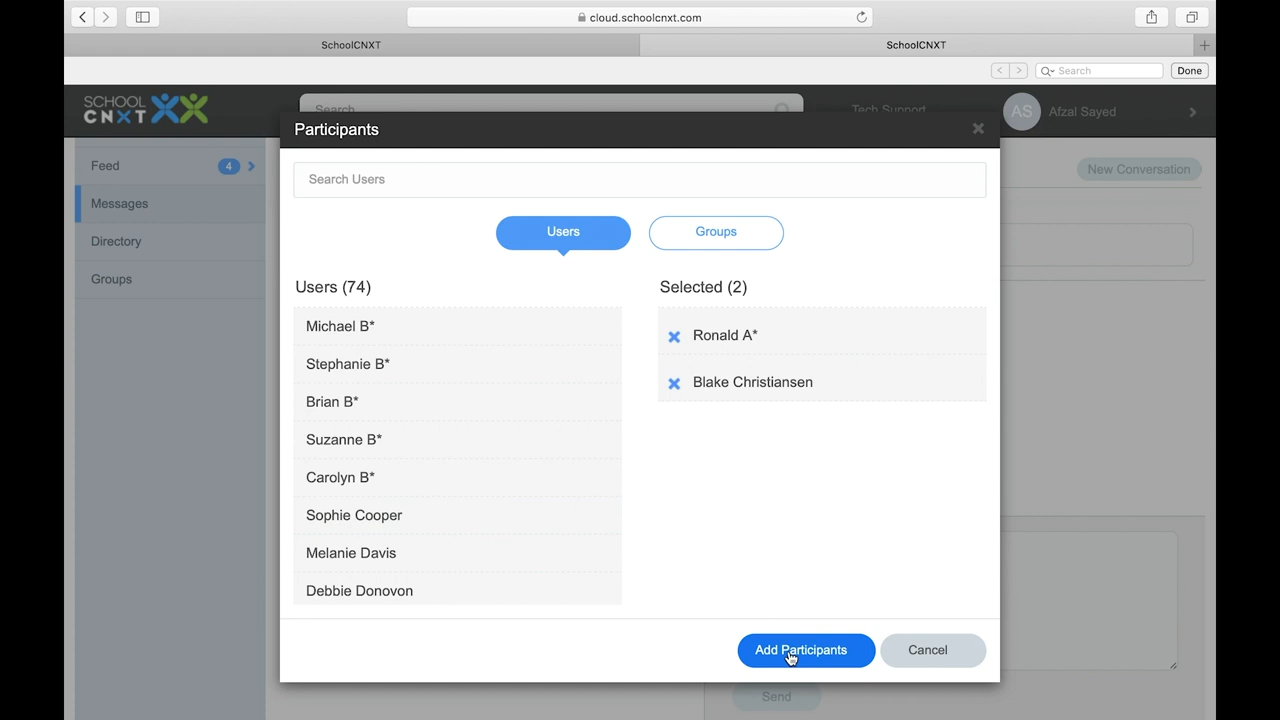 cloud.schoolcnxt.com
SchoolCNXT
SchoolCNXT
Search
Done
SCHOOL
CNXT
Search
Tech Support
AS
Afzal Sayed
Participants
Feed
4
Messages
Directory
Groups
New Conversation
Search Users
Users
Groups
Users (74)
Selected (2)
Michael B*
Stephanie B*
Brian B*
Suzanne B*
Carolyn B*
Sophie Cooper
Melanie Davis
Debbie Donovon
Ronald A*
Blake Christiansen
Add Participants
Cancel
Send